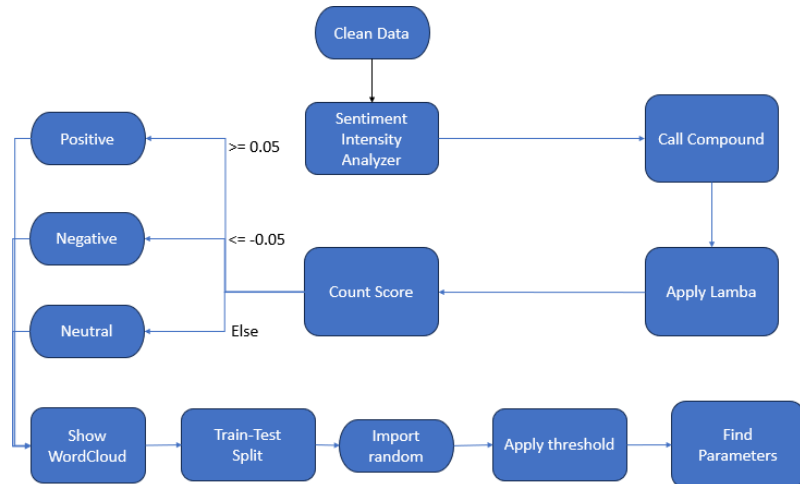 Clean Data
Sentiment
Intensity
Analyzer
Call Compound
Positive
>= 0.05
Negative
<= -0.05
Count Score
Apply Lamba
Neutral
Else
Show
WordCloud
Train-Test
Split
Import
random
Apply threshold
Find
Parameters